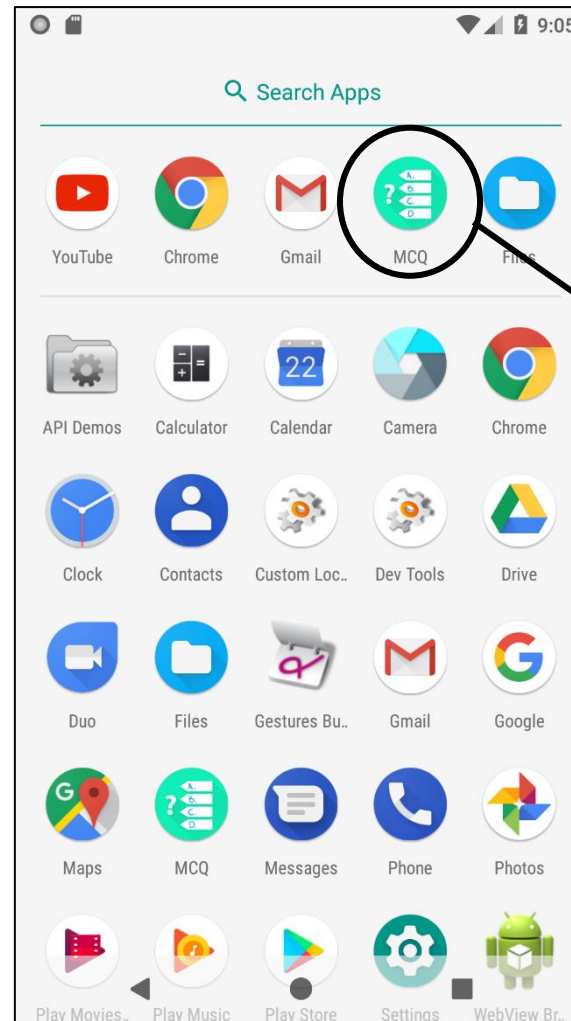 9:05
Search Apps
? A. B. C. D.
YouTube Chrome Gmail MCQ Files
22
API Demos Calculator Calendar Camera Chrome
Clock Contacts Custom Loc.. Dev Tools Drive
G
Duo Files Gestures Bu.. Gmail Google
G ? A. B. C. D.
Maps MCQ Messages Phone Photos
Play Movies.. Play Music Play Store Settings WebView Br..